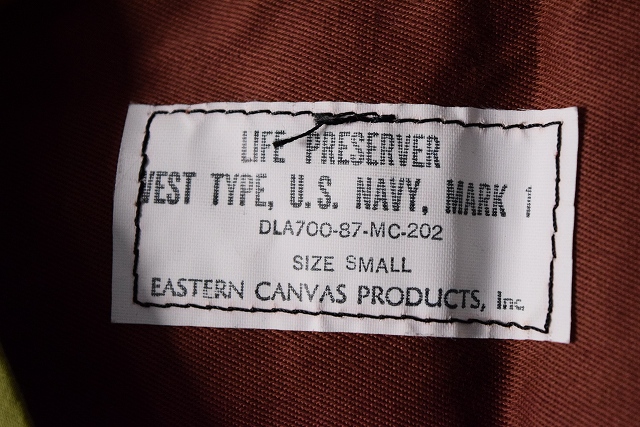 LIFE PRESERVER
VEST TYPE, U.S. NAVY, MARK 1
DLA700-87-MC-202
SIZE SMALL
EASTERN CANVAS PRODUCTS, Inc